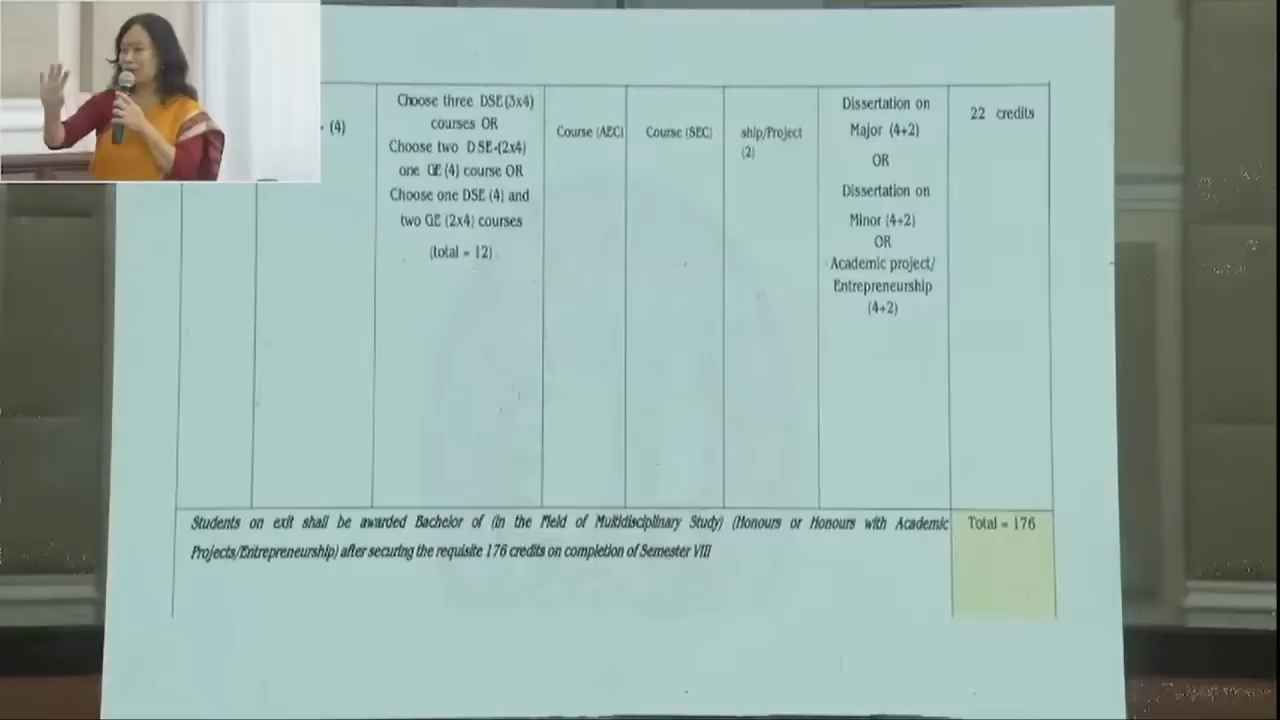 - (4)
Choose three DSE(3x4)
courses OR
Choose two DSE-(2x4)
one GE (4) course OR
Choose one DSE (4) and
two GE (2x4) courses
(total = 12)
Course (AEC)
Course (SEC)
ship/Project
(2)
Dissertation on
Major (4+2)
OR
Dissertation on
Minor (4+2)
OR
Academic project/
Entrepreneurship
(4+2)
22 credits
Students on exit shall be awarded Bachelor of (in the Field of Multidisciplinary Study) (Honours or Honours with Academic
Projects/Entrepreneurship) after securing the requisite 176 credits on completion of Semester VIII
Total = 176